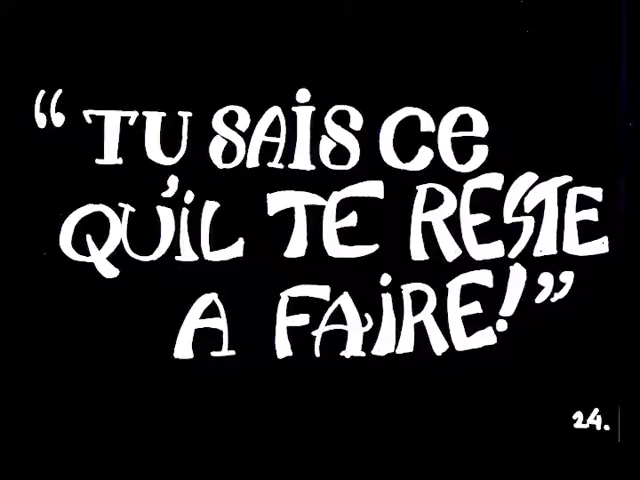 “TU SAIS CE
QU'iL TE RESTE
A FAiRE!”
24.